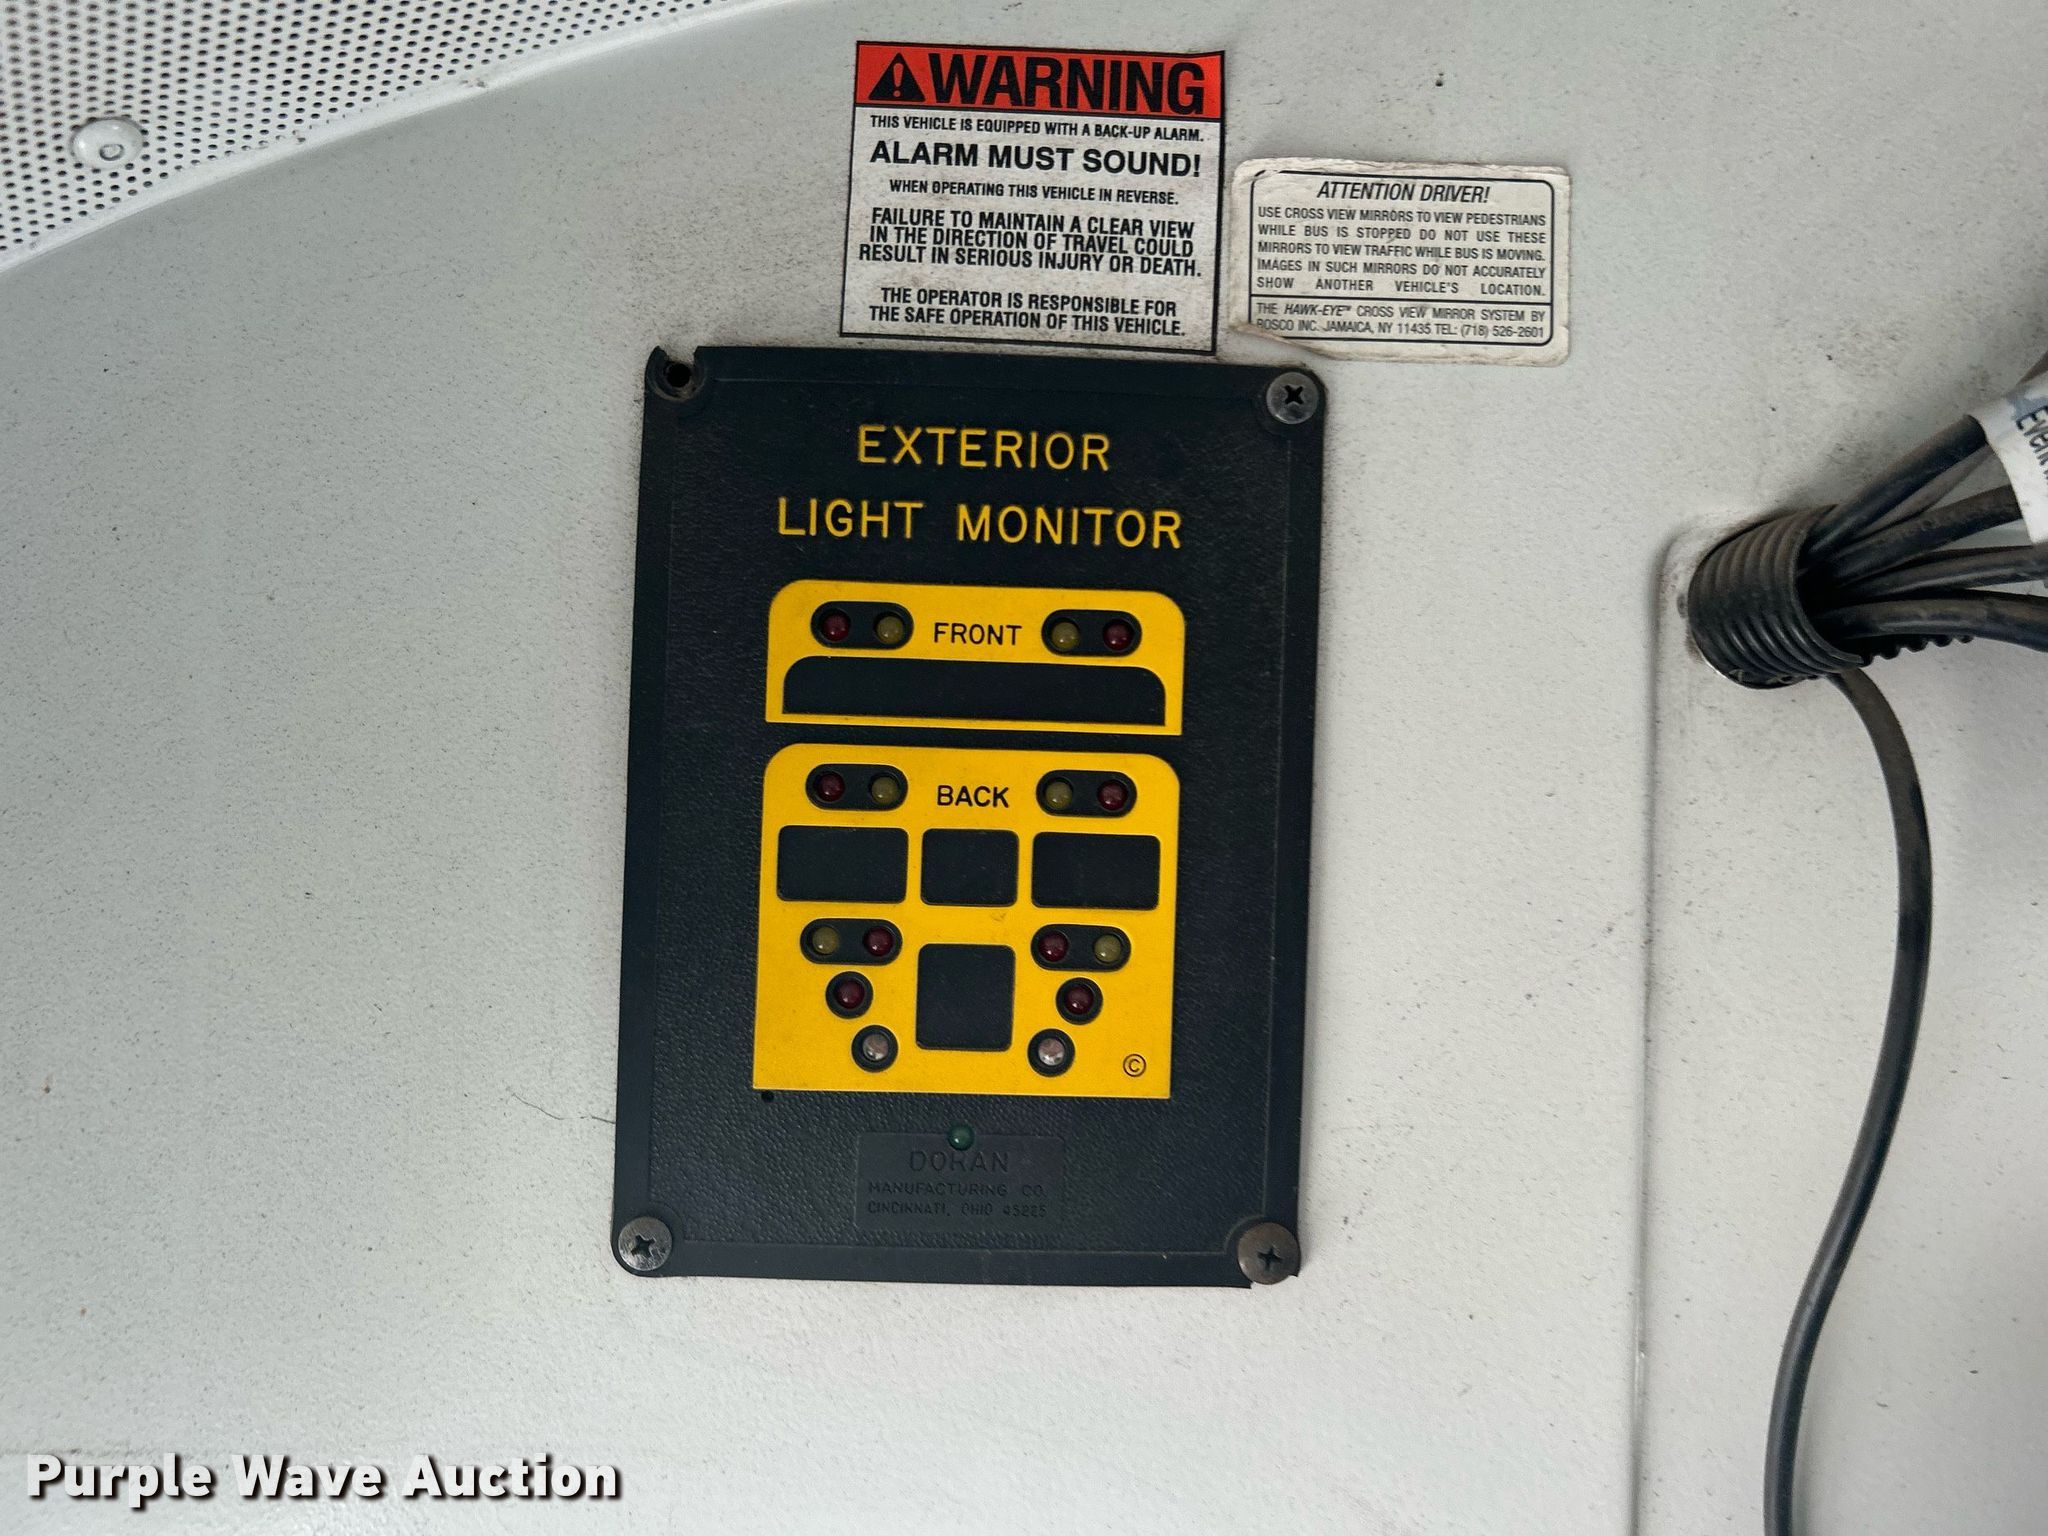 WARNING
THIS VEHICLE IS EQUIPPED WITH A BACK-UP ALARM.
ALARM MUST SOUND!
WHEN OPERATING THIS VEHICLE IN REVERSE.
FAILURE TO MAINTAIN A CLEAR VIEW
IN THE DIRECTION OF TRAVEL COULD
RESULT IN SERIOUS INJURY OR DEATH.
THE OPERATOR IS RESPONSIBLE FOR
THE SAFE OPERATION OF THIS VEHICLE.
ATTENTION DRIVER!
USE CROSS VIEW MIRRORS TO VIEW PEDESTRIANS
WHILE BUS IS STOPPED DO NOT USE THESE
MIRRORS TO VIEW TRAFFIC WHILE BUS IS MOVING.
IMAGES IN SUCH MIRRORS DO NOT ACCURATELY
SHOW ANOTHER VEHICLE'S LOCATION.
THE HAWK-EYE™ CROSS VIEW MIRROR SYSTEM BY
ROSCO INC. JAMAICA, NY 11435 TEL: (718) 526-2601
EXTERIOR
LIGHT MONITOR
FRONT
BACK
©
DORAN
MANUFACTURING CO.
CINCINNATI, OHIO 45225
Purple Wave Auction